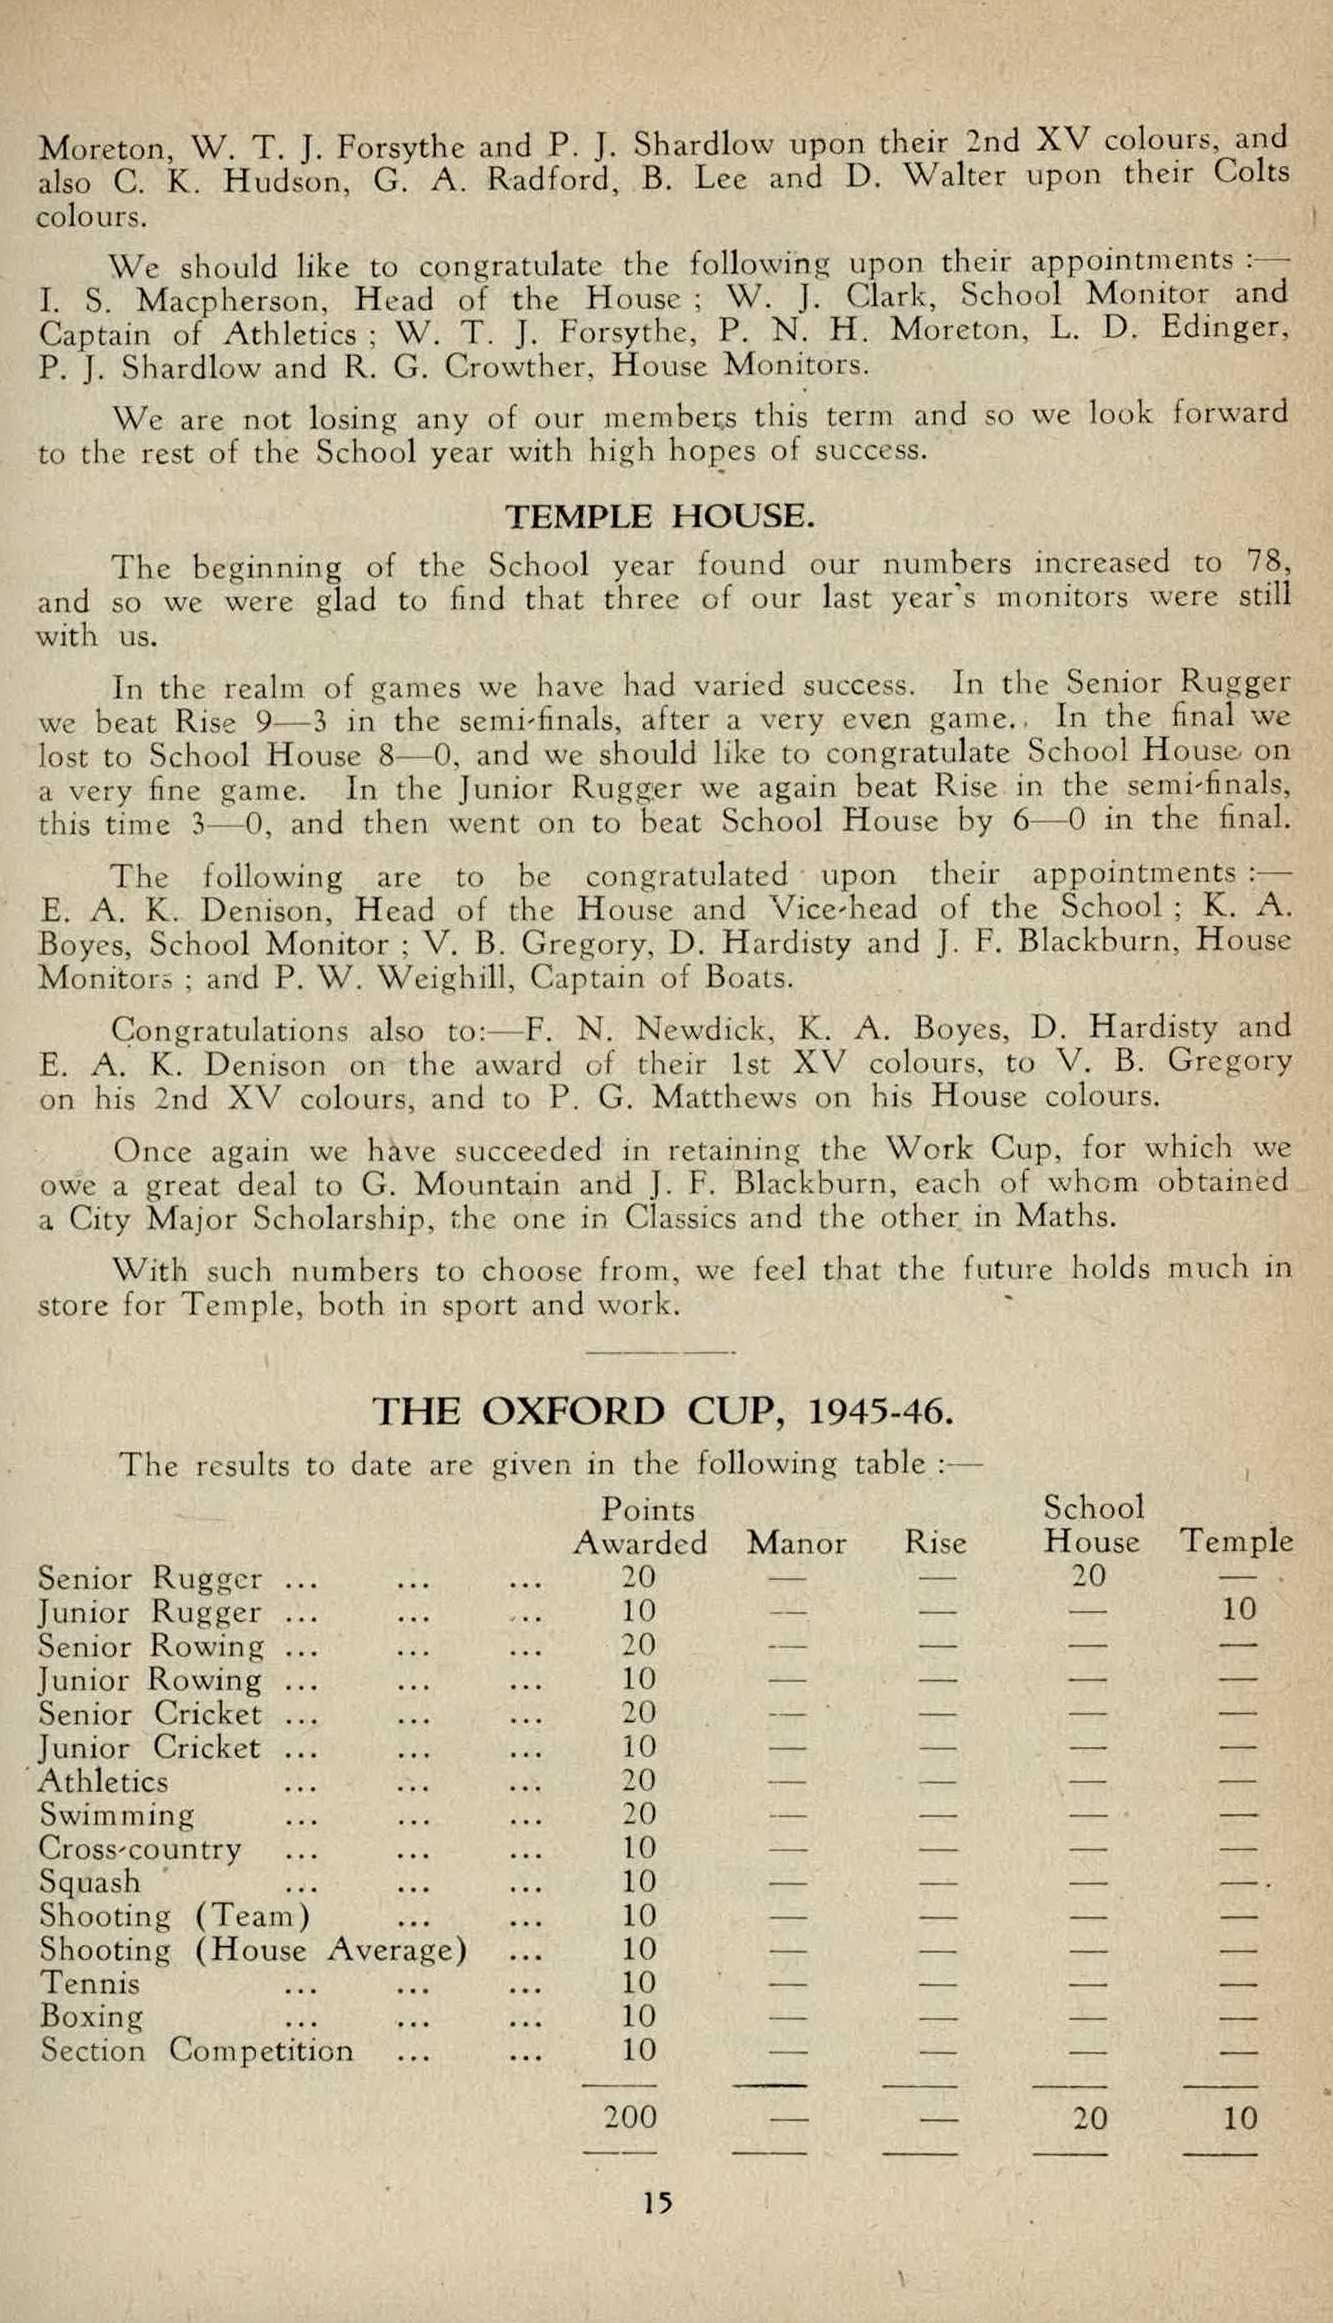 Moreton, W. T. J. Forsythe and P. J. Shardlow upon their 2nd XV colours, and
also C. K. Hudson, G. A. Radford, B. Lee and D. Walter upon their Colts
colours.
We should like to congratulate the following upon their appointments :—
I. S. Macpherson, Head of the House ; W. J. Clark, School Monitor and
Captain of Athletics ; W. T. J. Forsythe, P. N. H. Moreton, L. D. Edinger,
P. J. Shardlow and R. G. Crowther, House Monitors.
We are not losing any of our members this term and so we look forward
to the rest of the School year with high hopes of success.
TEMPLE HOUSE.
The beginning of the School year found our numbers increased to 78,
and so we were glad to find that three of our last year's monitors were still
with us.
In the realm of games we have had varied success. In the Senior Rugger
we beat Rise 9—3 in the semi-finals, after a very even game. In the final we
lost to School House 8—0, and we should like to congratulate School House on
a very fine game. In the Junior Rugger we again beat Rise in the semi-finals,
this time 3—0, and then went on to beat School House by 6—0 in the final.
The following are to be congratulated upon their appointments :—
E. A. K. Denison, Head of the House and Vice-head of the School ; K. A.
Boyes, School Monitor ; V. B. Gregory, D. Hardisty and J. F. Blackburn, House
Monitors ; and P. W. Weighill, Captain of Boats.
Congratulations also to:—F. N. Newdick, K. A. Boyes, D. Hardisty and
E. A. K. Denison on the award of their 1st XV colours, to V. B. Gregory
on his 2nd XV colours, and to P. G. Matthews on his House colours.
Once again we have succeeded in retaining the Work Cup, for which we
owe a great deal to G. Mountain and J. F. Blackburn, each of whom obtained
a City Major Scholarship, the one in Classics and the other in Maths.
With such numbers to choose from, we feel that the future holds much in
store for Temple, both in sport and work.
THE OXFORD CUP, 1945-46.
The results to date are given in the following table :—
Points School
Awarded Manor Rise House Temple
Senior Rugger ... ... ... 20 — — 20 —
Junior Rugger ... ... ... 10 — — — 10
Senior Rowing ... ... ... 20 — — — —
Junior Rowing ... ... ... 10 — — — —
Senior Cricket ... ... ... 20 — — — —
Junior Cricket ... ... ... 10 — — — —
Athletics ... ... ... 20 — — — —
Swimming ... ... ... 20 — — — —
Cross-country ... ... ... 10 — — — —
Squash ... ... ... 10 — — — —
Shooting (Team) ... ... 10 — — — —
Shooting (House Average) ... 10 — — — —
Tennis ... ... ... 10 — — — —
Boxing ... ... ... 10 — — — —
Section Competition ... ... 10 — — — —
200 — — 20 10
15